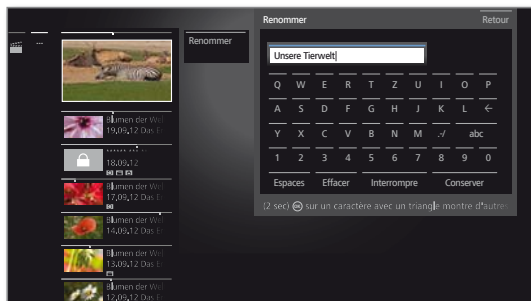 Renommer
Retour
Renommer
Unsere Tierwelt
Q W E R T Z U I O P
A S D F G H J K L ←
Y X C V B N M .-/ abc
1 2 3 4 5 6 7 8 9 0
Espaces Effacer Interrompre Conserver
(2 sec) OK sur un caractère avec un triangle montre d'autres
...
Blumen der Wel
19.09.12 Das E
18.09.12
Blumen der Wel
17.09.12 Das E
Blumen der Wel
14.09.12 Das E
Blumen der Wel
13.09.12 Das E
Blumen der Wel
12.09.12 Das E